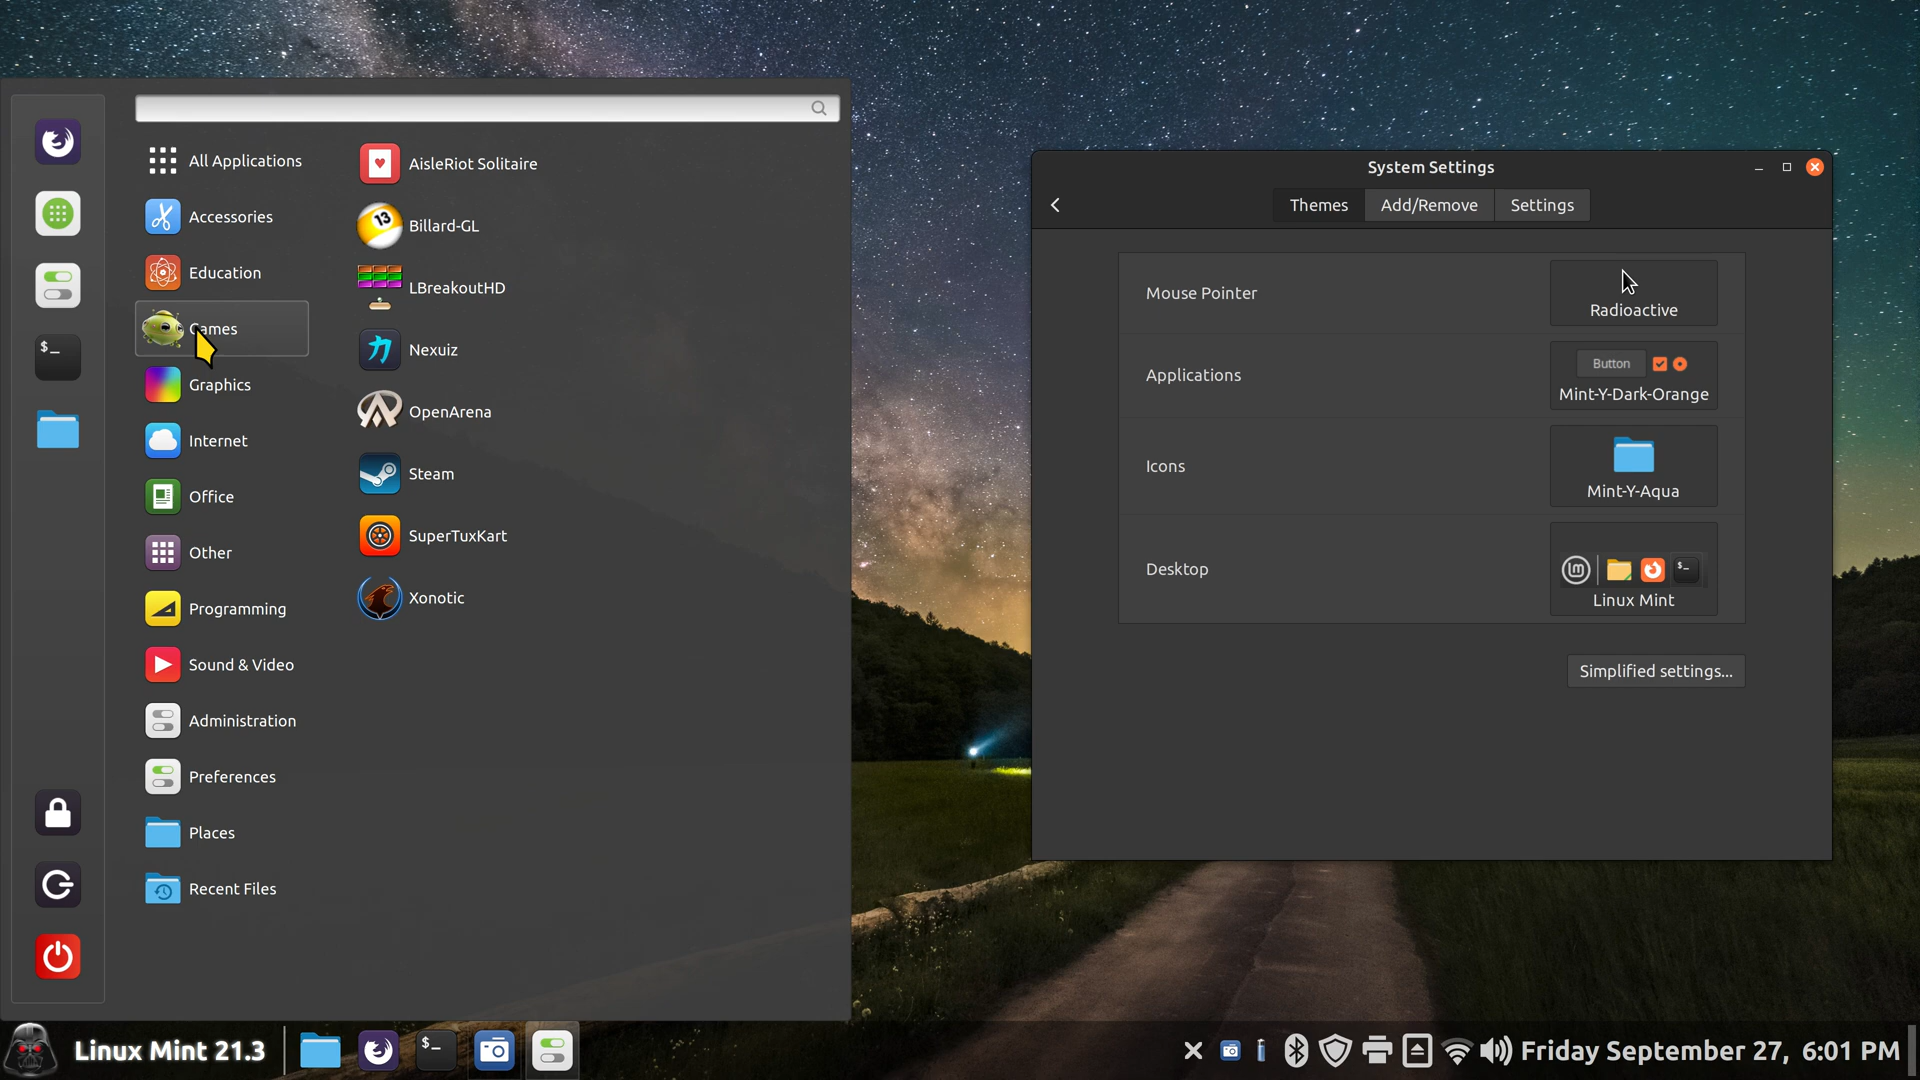 All Applications
Accessories
Education
Games
Graphics
Internet
Office
Other
Programming
Sound & Video
Administration
Preferences
Places
Recent Files
AisleRiot Solitaire
13
Billard-GL
LBreakoutHD
Nexuiz
OpenArena
Steam
SuperTuxKart
Xonotic
$_
System Settings
Themes Add/Remove Settings
Mouse Pointer
Radioactive
Applications
Button
Mint-Y-Dark-Orange
Icons
Mint-Y-Aqua
Desktop
$_
Linux Mint
Simplified settings...
Linux Mint 21.3
$_
Friday September 27, 6:01 PM